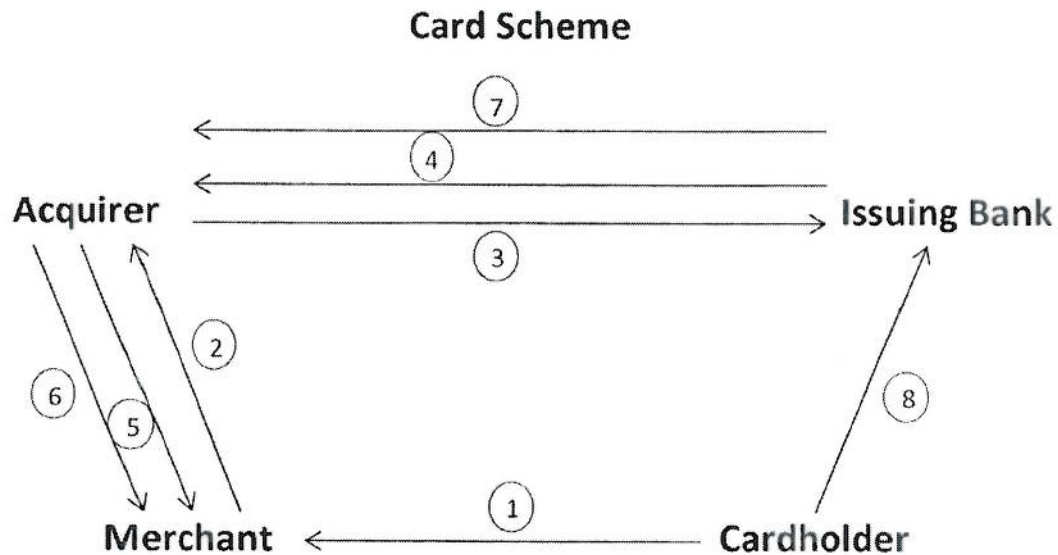 Card Scheme
7
4
Acquirer
Issuing Bank
3
2
6
5
8
1
Merchant
Cardholder